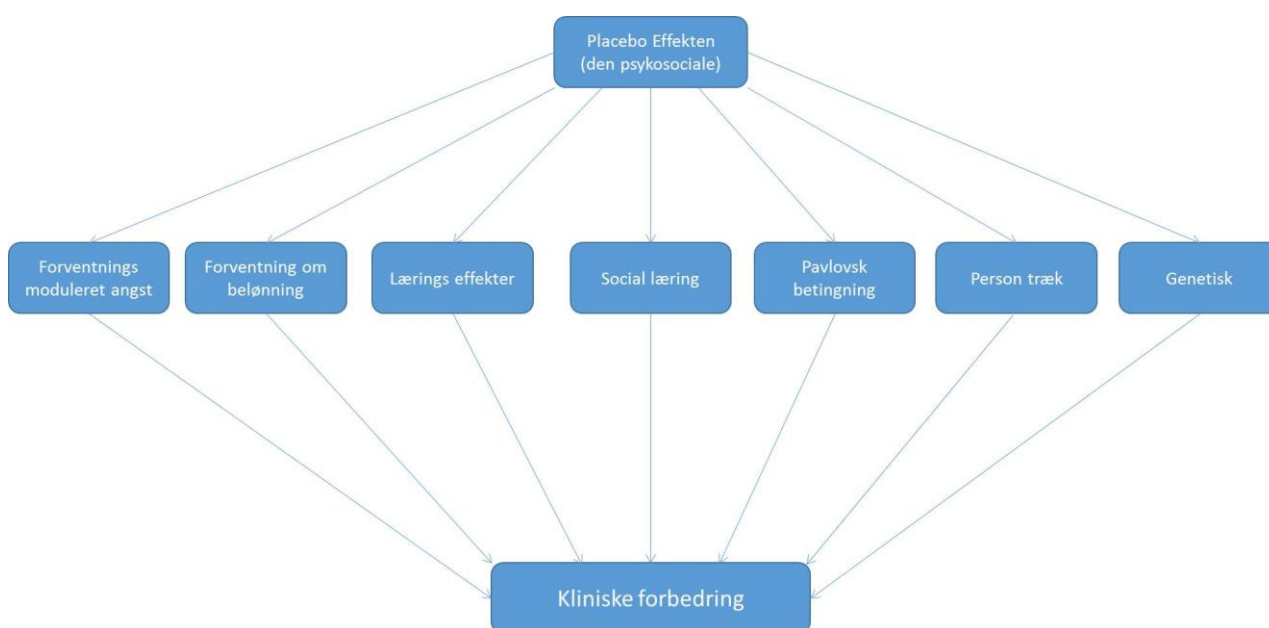 Placebo Effekten
(den psykosociale)
Forventnings
moduleret angst
Forventning om
belønning
Lærings effekter
Social læring
Pavlovsk
betingning
Person træk
Genetisk
Kliniske forbedring